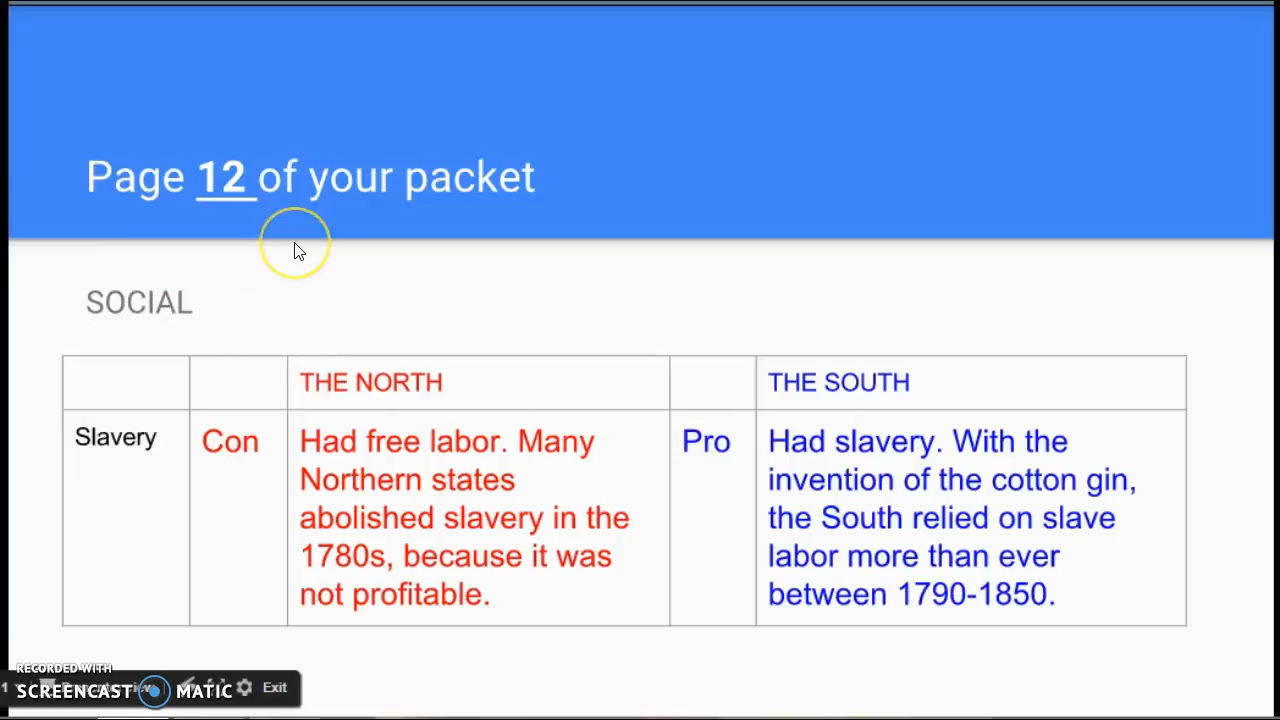 Page 12 of your packet
SOCIAL
THE NORTH
THE SOUTH
Slavery
Con
Had free labor. Many
Northern states
abolished slavery in the
1780s, because it was
not profitable.
Pro
Had slavery. With the
invention of the cotton gin,
the South relied on slave
labor more than ever
between 1790-1850.
RECORDED WITH
SCREENCAST MATIC
1
Exit